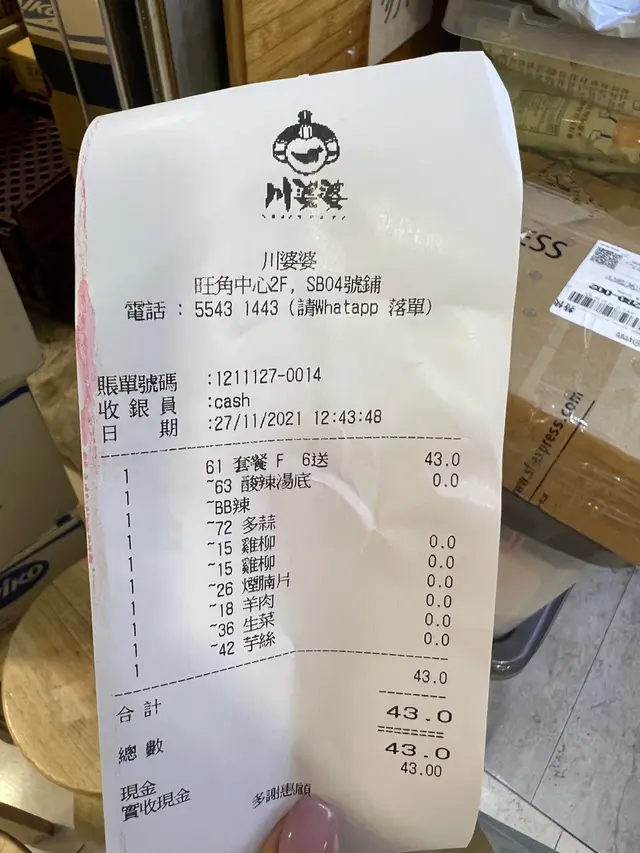 川婆婆
川婆婆
旺角中心2F, SB04號鋪
電話 : 5543 1443 (請Whatapp 落單)
賬單號碼 :1211127-0014
收銀員 :cash
日 期 :27/11/2021 12:43:48
1 61 套餐 F 6送 43.0
1 ~63 酸辣湯底 0.0
1 ~BB辣
1 ~72 多蒜
1 ~15 雞柳 0.0
1 ~15 雞柳 0.0
1 ~26 煙腩片 0.0
1 ~18 羊肉 0.0
1 ~36 生菜 0.0
1 ~42 芋絲 0.0
1
43.0
合計 43.0
總數 43.0
現金 43.00
實收現金
多謝惠顧
ESS
www.sfexpress.com